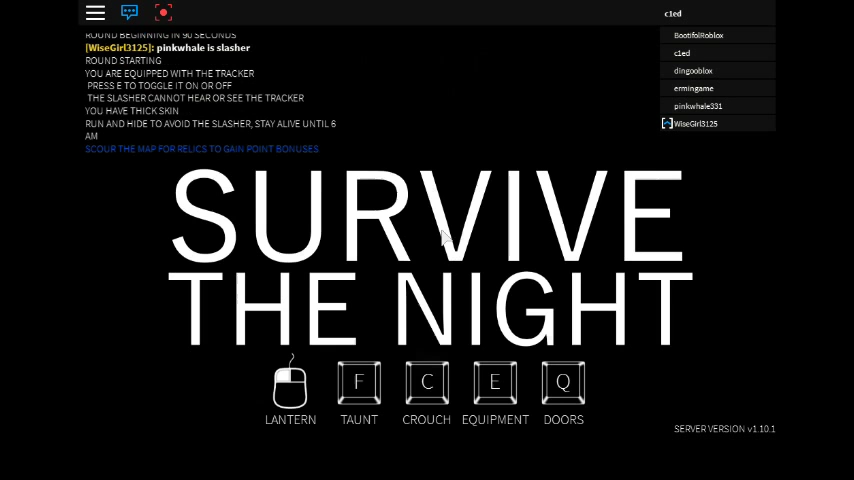 c1ed
ROUND BEGINNING IN 90 SECONDS
[WiseGirl3125]: pinkwhale is slasher
ROUND STARTING
YOU ARE EQUIPPED WITH THE TRACKER
PRESS E TO TOGGLE IT ON OR OFF
THE SLASHER CANNOT HEAR OR SEE THE TRACKER
YOU HAVE THICK SKIN
RUN AND HIDE TO AVOID THE SLASHER, STAY ALIVE UNTIL 6
AM
SCOUR THE MAP FOR RELICS TO GAIN POINT BONUSES
BootifolRoblox
c1ed
dingooblox
ermingame
pinkwhale331
WiseGirl3125
SURVIVE
THE NIGHT
F C E Q
LANTERN TAUNT CROUCH EQUIPMENT DOORS
SERVER VERSION v1.10.1